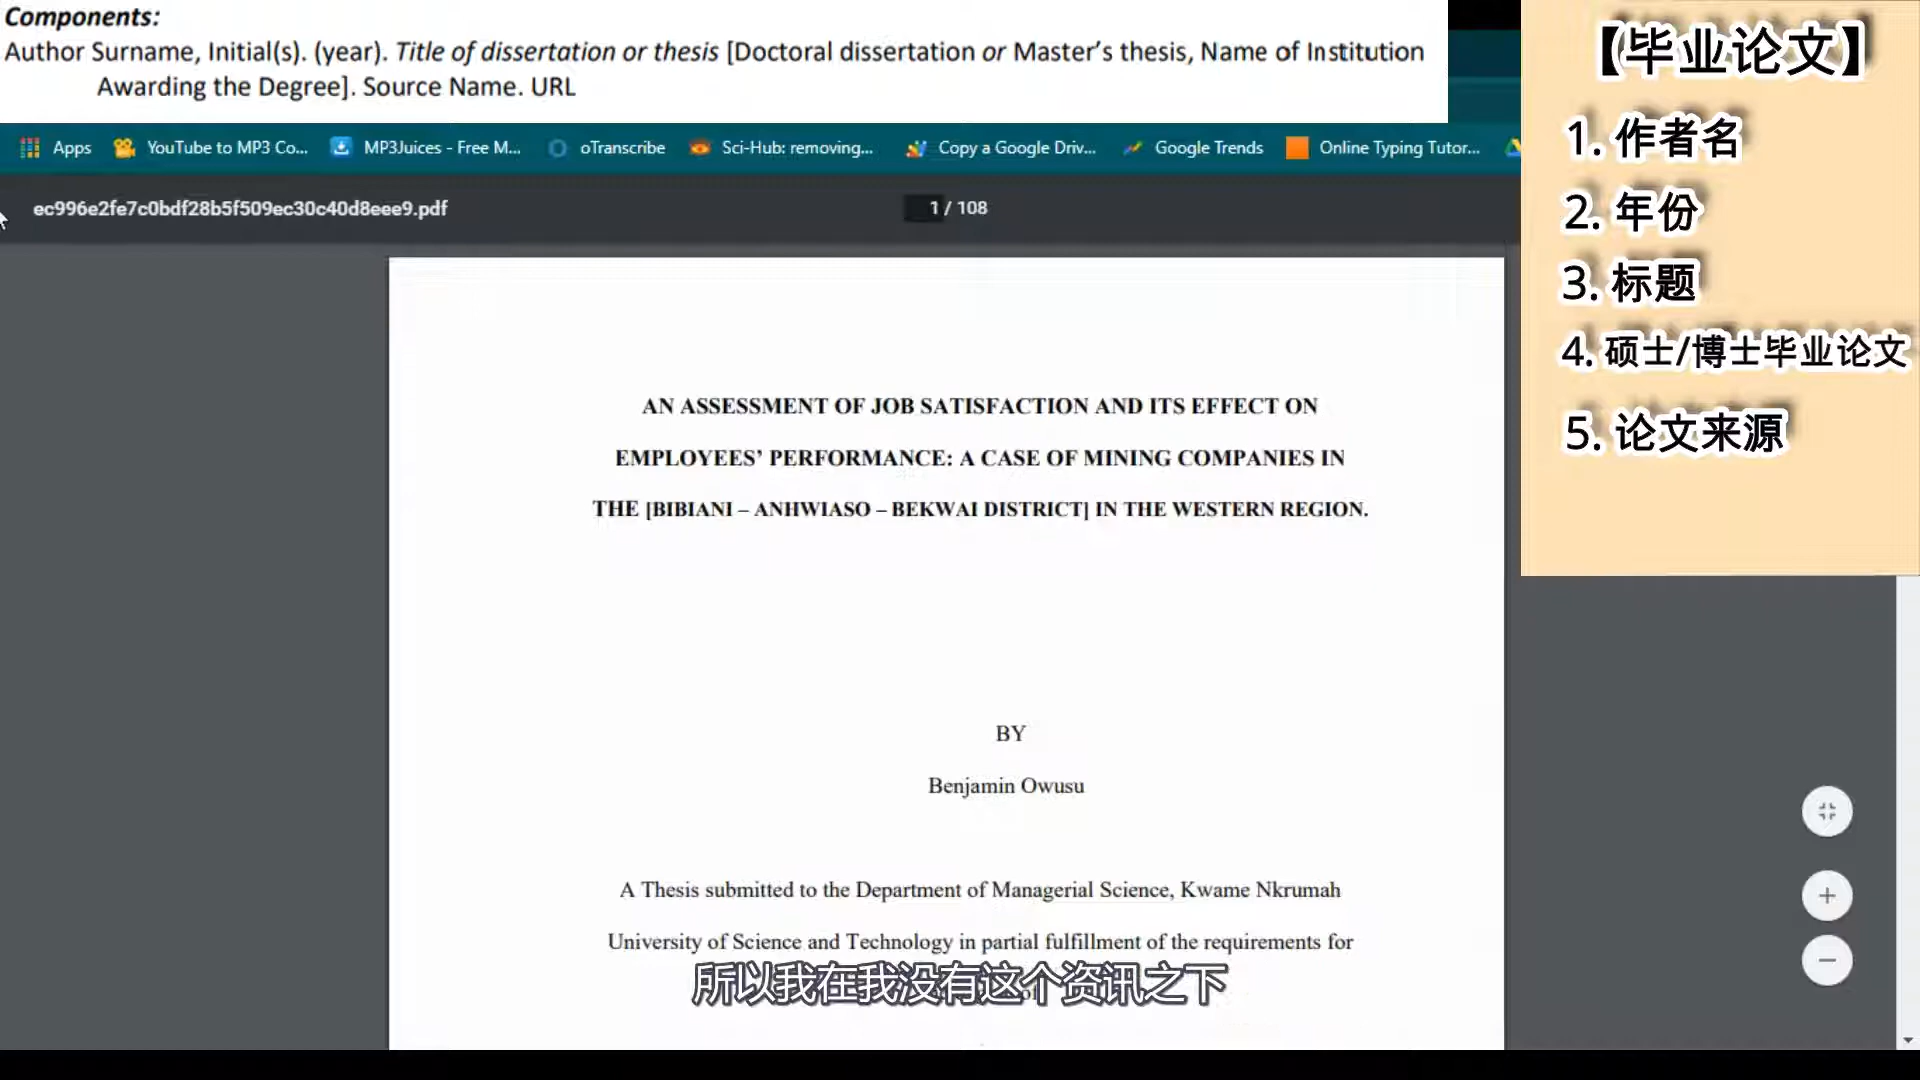 Components:
Author Surname, Initial(s). (year). Title of dissertation or thesis [Doctoral dissertation or Master's thesis, Name of Institution
Awarding the Degree]. Source Name. URL
【毕业论文】
1. 作者名
2. 年份
3. 标题
4. 硕士/博士毕业论文
5. 论文来源
Apps YouTube to MP3 Co... MP3Juices - Free M... oTranscribe Sci-Hub: removing... Copy a Google Driv... Google Trends Online Typing Tutor...
ec996e2fe7c0bdf28b5f509ec30c40d8eee9.pdf 1 / 108
AN ASSESSMENT OF JOB SATISFACTION AND ITS EFFECT ON
EMPLOYEES’ PERFORMANCE: A CASE OF MINING COMPANIES IN
THE [BIBIANI – ANHWIASO – BEKWAI DISTRICT] IN THE WESTERN REGION.
BY
Benjamin Owusu
A Thesis submitted to the Department of Managerial Science, Kwame Nkrumah
University of Science and Technology in partial fulfillment of the requirements for
所以我在我没有这个资讯之下